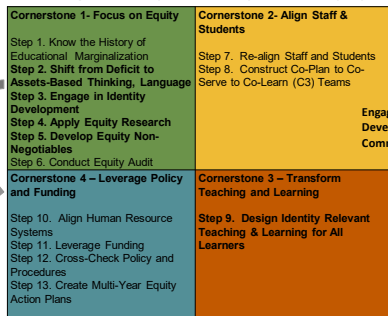 Cornerstone 1- Focus on Equity
Step 1. Know the History of
Educational Marginalization
Step 2. Shift from Deficit to
Assets-Based Thinking, Language
Step 3. Engage in Identity
Development
Step 4. Apply Equity Research
Step 5. Develop Equity Non-
Negotiables
Step 6. Conduct Equity Audit
Cornerstone 2- Align Staff &
Students
Step 7. Re-align Staff and Students
Step 8. Construct Co-Plan to Co-
Serve to Co-Learn (C3) Teams
Cornerstone 4 – Leverage Policy
and Funding
Step 10. Align Human Resource
Systems
Step 11. Leverage Funding
Step 12. Cross-Check Policy and
Procedures
Step 13. Create Multi-Year Equity
Action Plans
Cornerstone 3 – Transform
Teaching and Learning
Step 9. Design Identity Relevant
Teaching & Learning for All
Learners